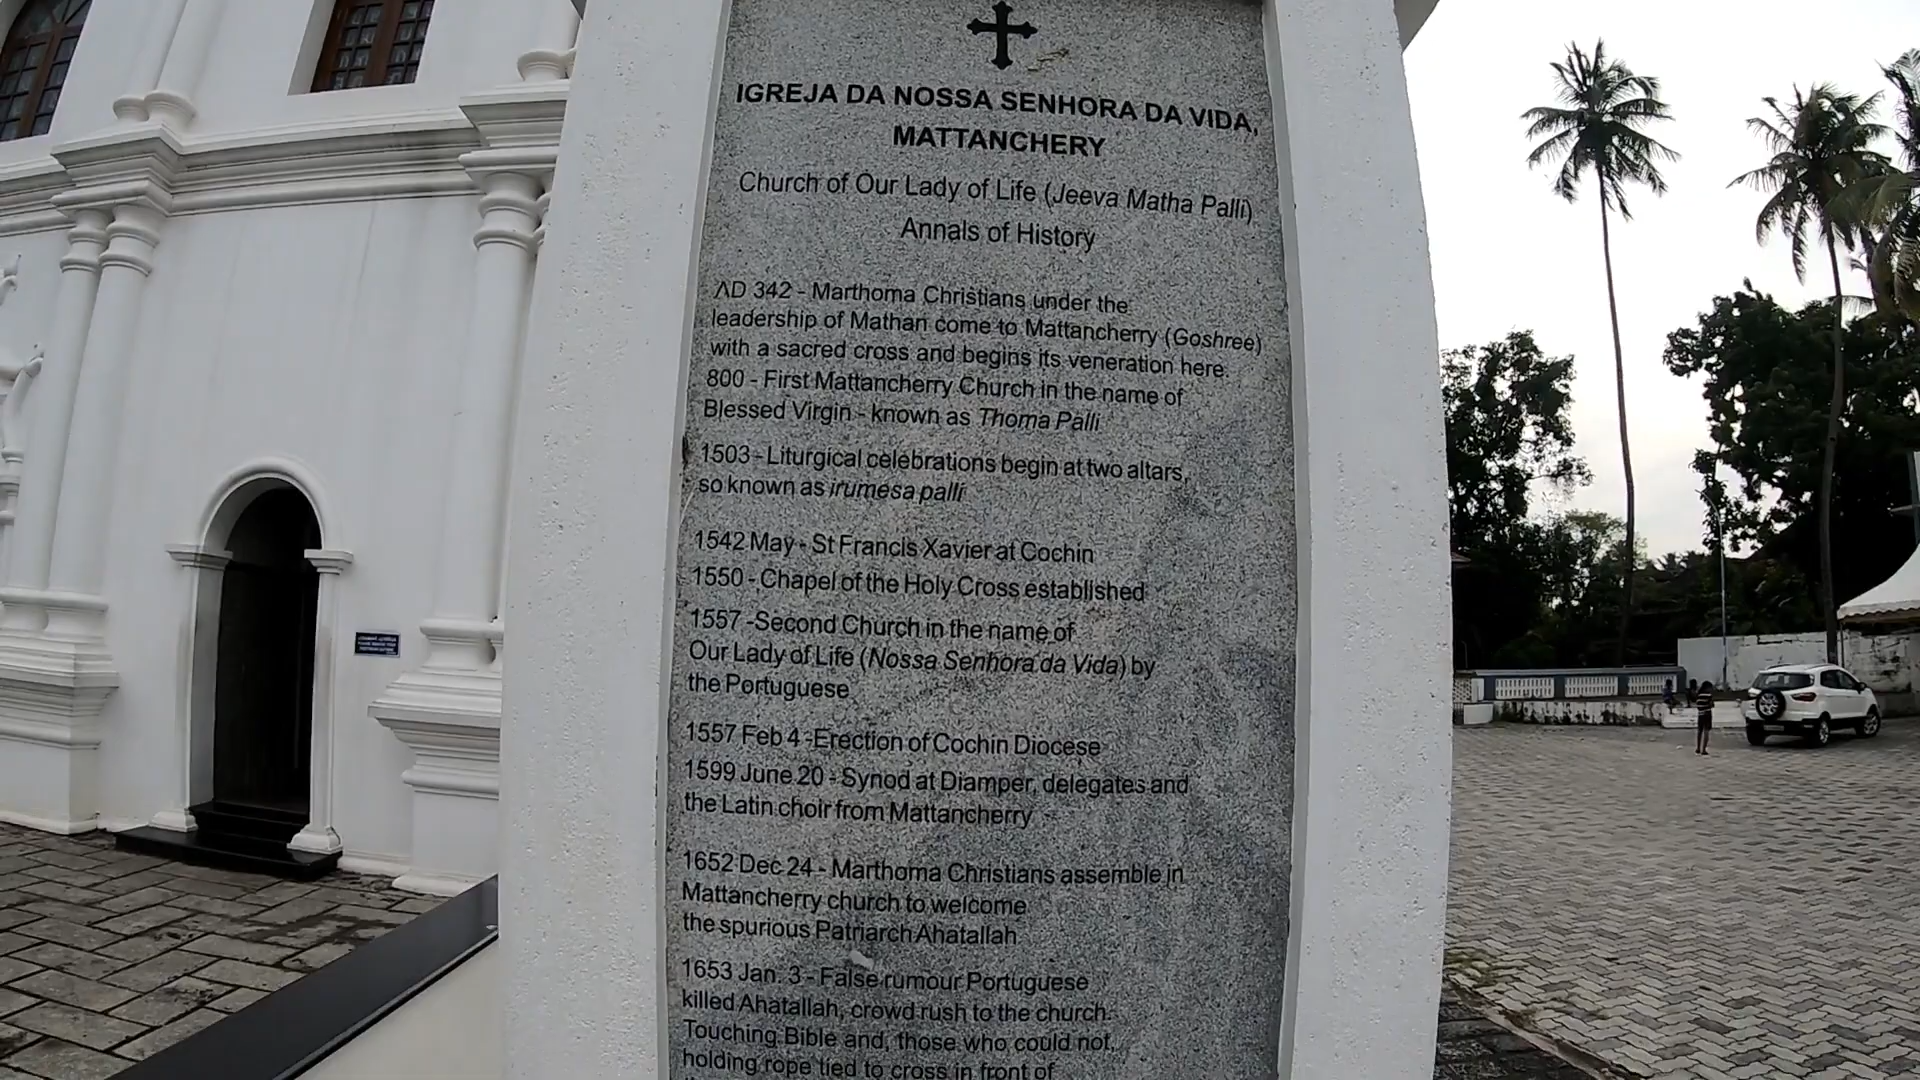 IGREJA DA NOSSA SENHORA DA VIDA,
MATTANCHERY
Church of Our Lady of Life (Jeeva Matha Palli)
Annals of History
AD 342 - Marthoma Christians under the
leadership of Mathan come to Mattancherry (Goshree)
with a sacred cross and begins its veneration here.
800 - First Mattancherry Church in the name of
Blessed Virgin - known as Thoma Palli
1503 - Liturgical celebrations begin at two altars,
so known as irumesa palli
1542 May - St Francis Xavier at Cochin
1550 - Chapel of the Holy Cross established
1557 -Second Church in the name of
Our Lady of Life (Nossa Senhora da Vida) by
the Portuguese
1557 Feb 4 -Erection of Cochin Diocese
1599 June 20 - Synod at Diamper, delegates and
the Latin choir from Mattancherry
1652 Dec 24 - Marthoma Christians assemble in
Mattancherry church to welcome
the spurious Patriarch Ahatallah
1653 Jan. 3 - False rumour Portuguese
killed Ahatallah, crowd rush to the church.
Touching Bible and, those who could not,
holding rope tied to cross in front of